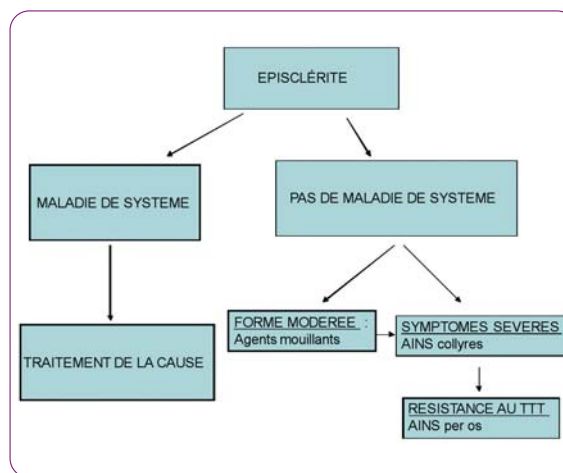 EPISCLÉRITE
MALADIE DE SYSTEME
PAS DE MALADIE DE SYSTEME
TRAITEMENT DE LA CAUSE
FORME MODEREE :
Agents mouillants
SYMPTOMES SEVERES
AINS collyres
RESISTANCE AU TTT
AINS per os